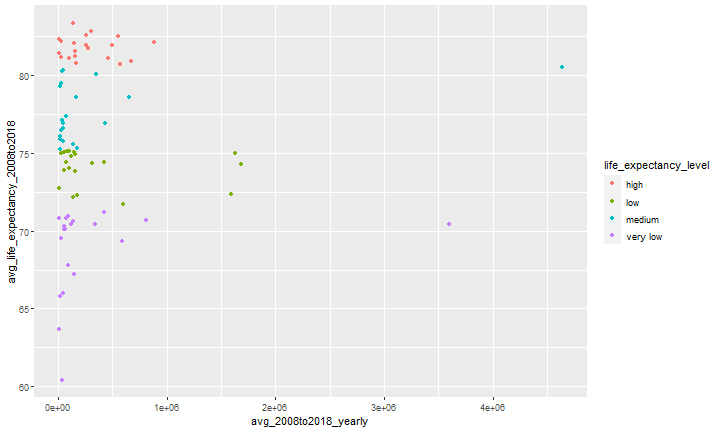 avg_life_expectancy_2008to2018
80
75
70
65
60
0e+00
1e+06
2e+06
3e+06
4e+06
avg_2008to2018_yearly
life_expectancy_level
high
low
medium
very low